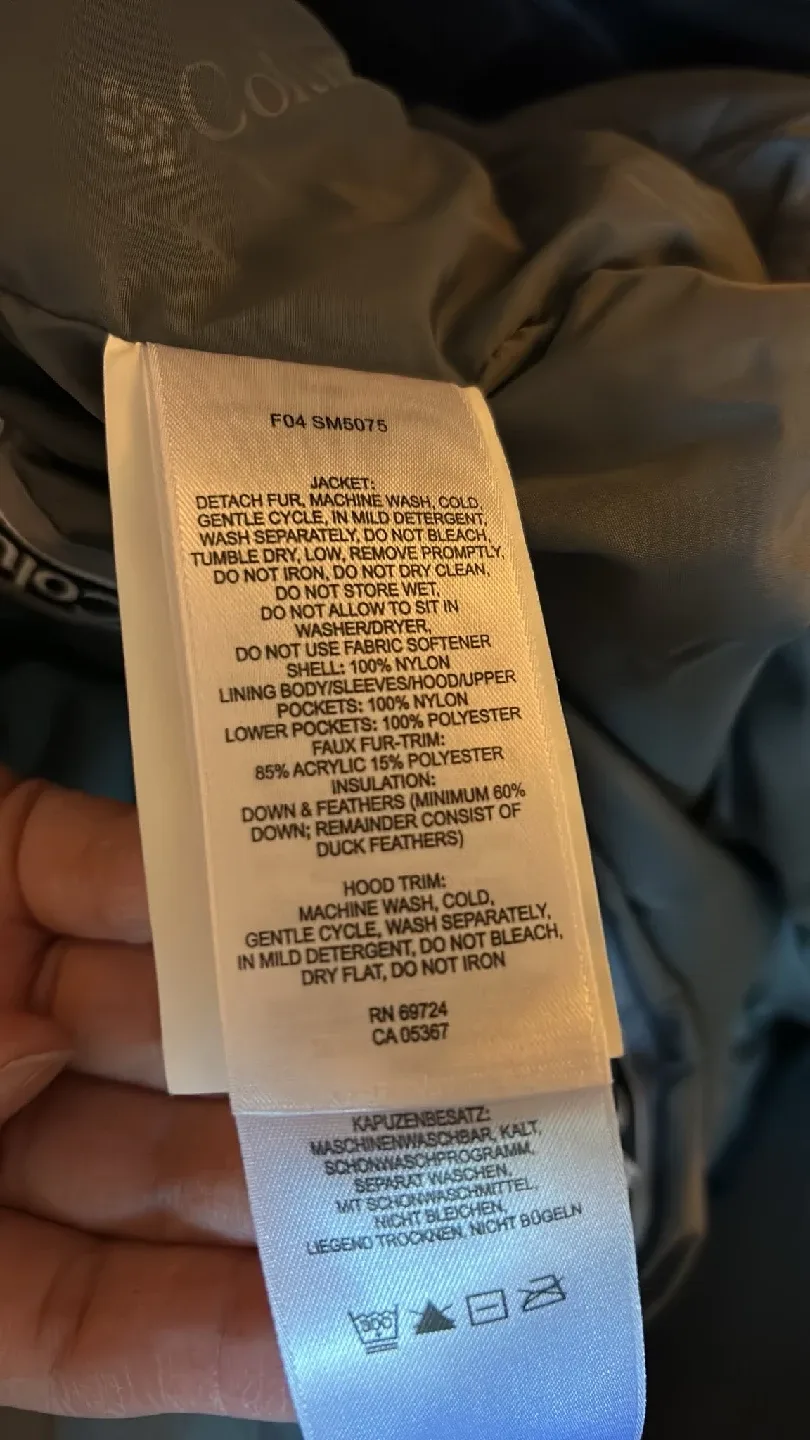 Colu
F04 SM5075
JACKET:
DETACH FUR, MACHINE WASH, COLD,
GENTLE CYCLE, IN MILD DETERGENT,
WASH SEPARATELY, DO NOT BLEACH,
TUMBLE DRY, LOW, REMOVE PROMPTLY,
DO NOT IRON, DO NOT DRY CLEAN,
DO NOT STORE WET,
DO NOT ALLOW TO SIT IN
WASHER/DRYER,
DO NOT USE FABRIC SOFTENER
SHELL: 100% NYLON
LINING BODY/SLEEVES/HOOD/UPPER
POCKETS: 100% NYLON
LOWER POCKETS: 100% POLYESTER
FAUX FUR-TRIM:
85% ACRYLIC 15% POLYESTER
INSULATION:
DOWN & FEATHERS (MINIMUM 60%
DOWN; REMAINDER CONSIST OF
DUCK FEATHERS)
HOOD TRIM:
MACHINE WASH, COLD,
GENTLE CYCLE, WASH SEPARATELY,
IN MILD DETERGENT, DO NOT BLEACH,
DRY FLAT, DO NOT IRON
RN 69724
CA 05367
KAPUZENBESATZ:
MASCHINENWASCHBAR, KALT,
SCHONWASCHPROGRAMM,
SEPARAT WASCHEN,
MIT SCHONWASCHMITTEL,
NICHT BLEICHEN,
LIEGEND TROCKNEN, NICHT BÜGELN
30C